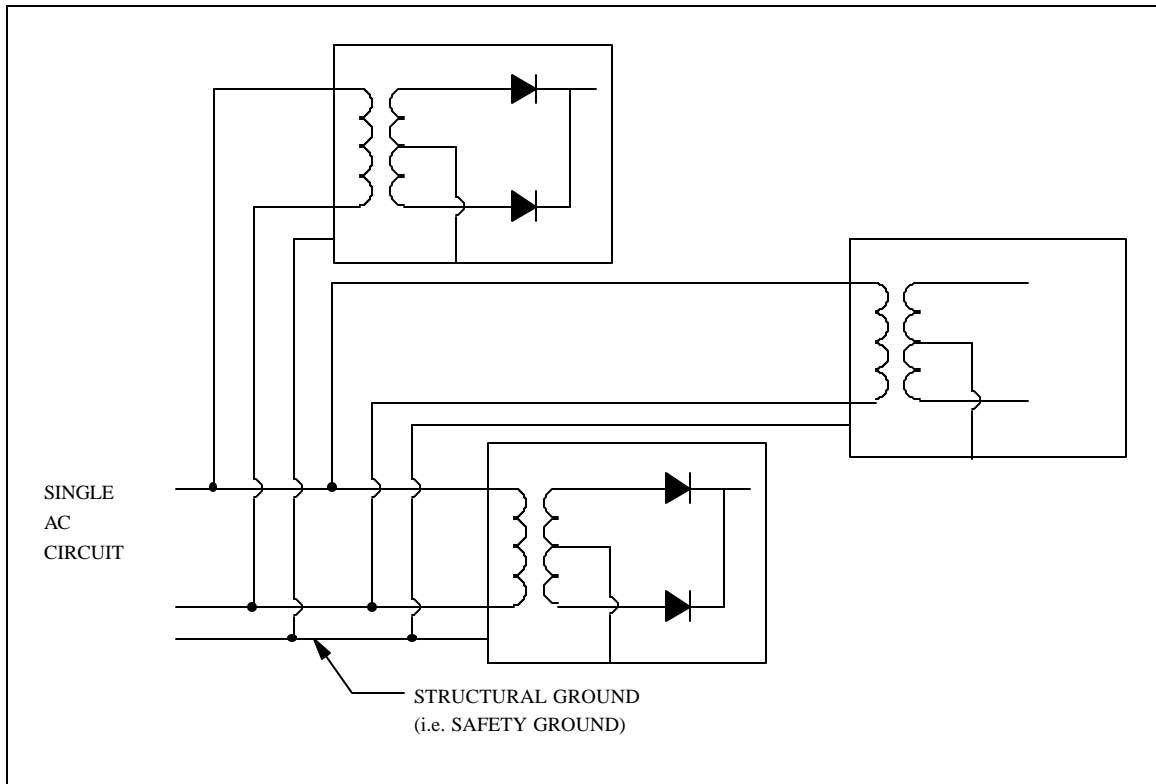 SINGLE
AC
CIRCUIT
STRUCTURAL GROUND
(i.e. SAFETY GROUND)